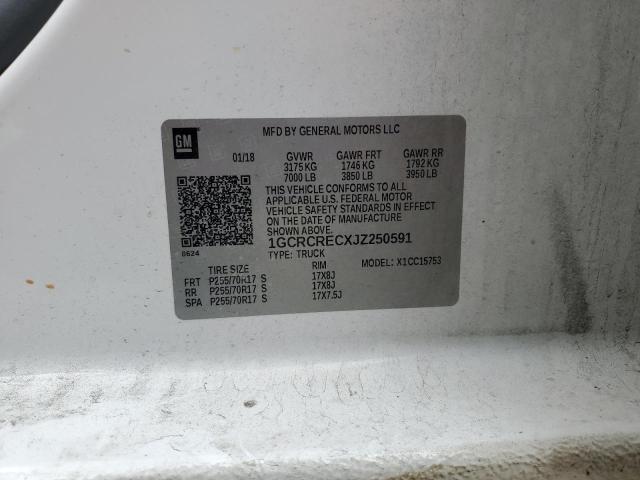 GM
MFD BY GENERAL MOTORS LLC
01/18 GVWR GAWR FRT GAWR RR
3175 KG 1746 KG 1792 KG
7000 LB 3850 LB 3950 LB
THIS VEHICLE CONFORMS TO ALL
APPLICABLE U.S. FEDERAL MOTOR
VEHICLE SAFETY STANDARDS IN EFFECT
ON THE DATE OF MANUFACTURE
SHOWN ABOVE.
1GCRCRECXJZ250591
0624
TYPE: TRUCK MODEL: X1CC15753
TIRE SIZE RIM
FRT P255/70R17 S 17X8J
RR P255/70R17 S 17X8J
SPA P255/70R17 S 17X7.5J